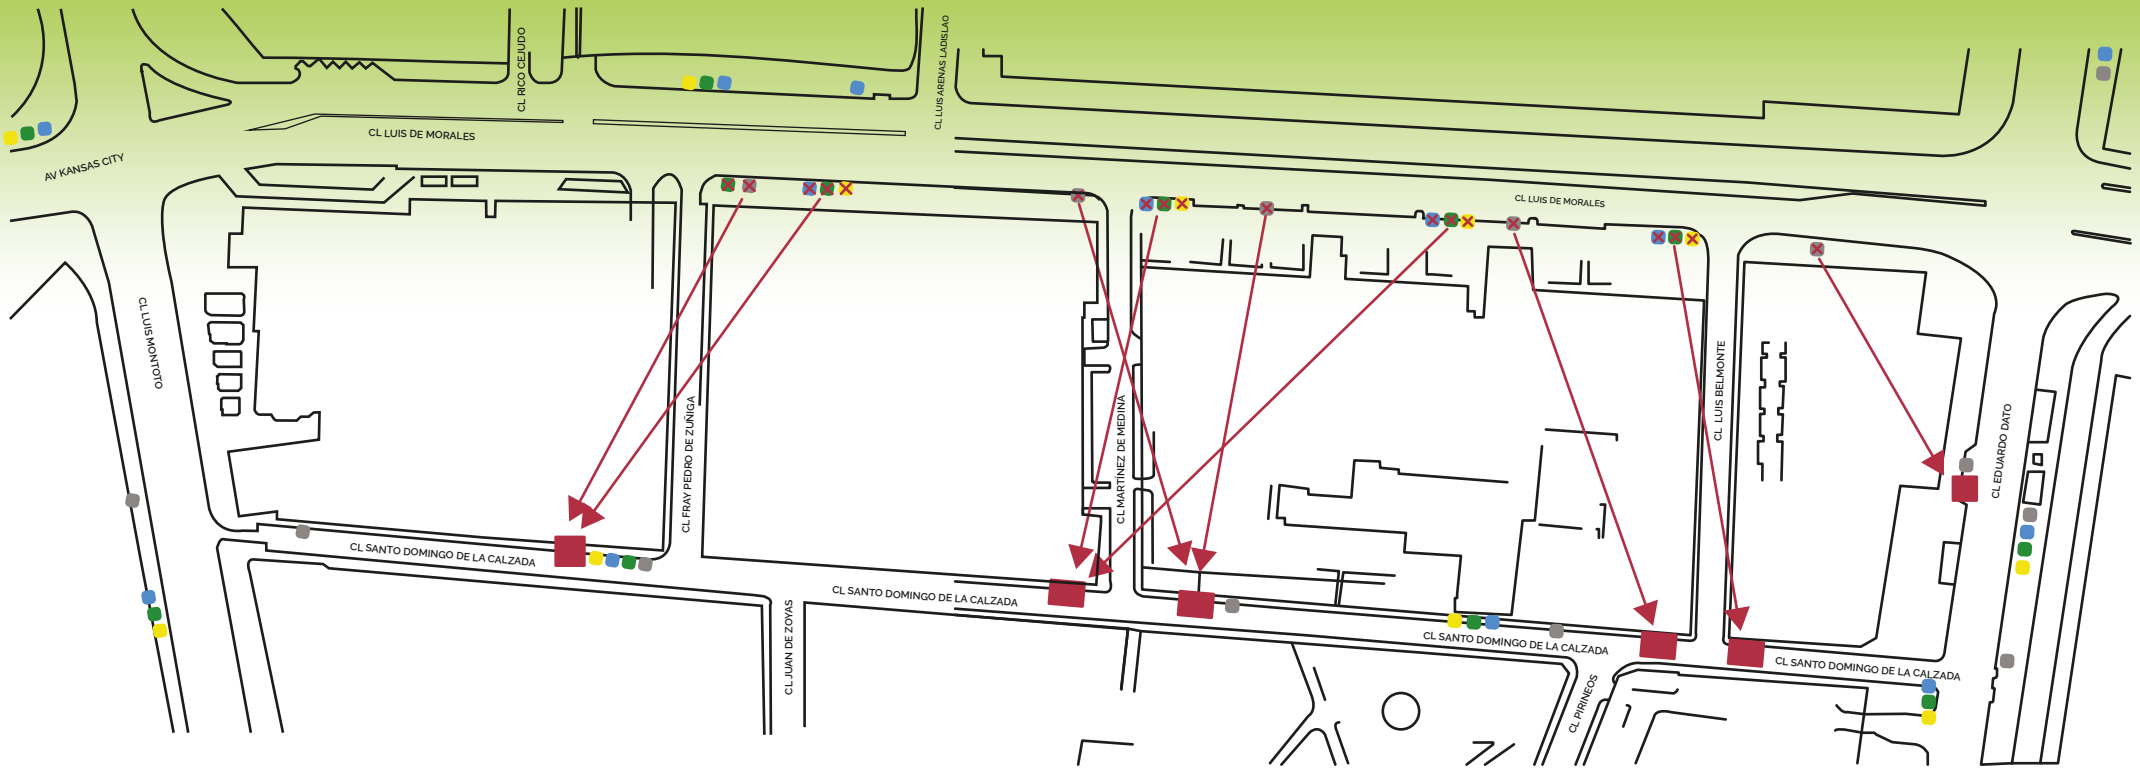 CL RICO CEJUDO
CL LUIS ARENAS LADISLAO
CL LUIS DE MORALES
AV KANSAS CITY
CL LUIS DE MORALES
CL LUIS MONTOTO
CL FRAY PEDRO DE ZUÑIGA
CL MARTÍNEZ DE MEDINA
CL LUIS BELMONTE
CL EDUARDO DATO
CL SANTO DOMINGO DE LA CALZADA
CL SANTO DOMINGO DE LA CALZADA
CL SANTO DOMINGO DE LA CALZADA
CL SANTO DOMINGO DE LA CALZADA
CL JUAN DE ZOYAS
CL PIRINEOS